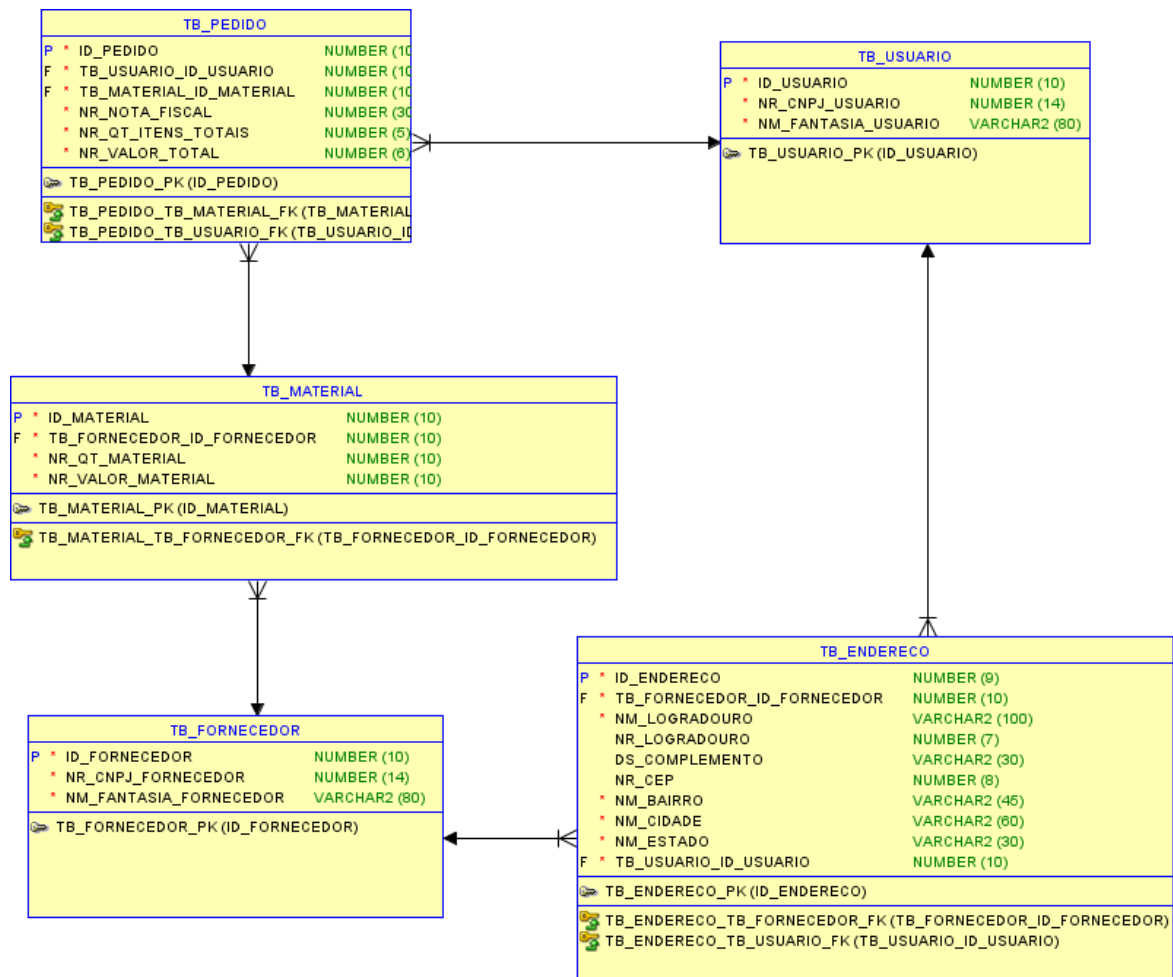 TB_PEDIDO
P * ID_PEDIDO NUMBER (10
F * TB_USUARIO_ID_USUARIO NUMBER (10
F * TB_MATERIAL_ID_MATERIAL NUMBER (10
* NR_NOTA_FISCAL NUMBER (30
* NR_QT_ITENS_TOTAIS NUMBER (5)
* NR_VALOR_TOTAL NUMBER (6)
TB_PEDIDO_PK (ID_PEDIDO)
TB_PEDIDO_TB_MATERIAL_FK (TB_MATERIAL
TB_PEDIDO_TB_USUARIO_FK (TB_USUARIO_ID
TB_USUARIO
P * ID_USUARIO NUMBER (10)
* NR_CNPJ_USUARIO NUMBER (14)
* NM_FANTASIA_USUARIO VARCHAR2 (80)
TB_USUARIO_PK (ID_USUARIO)
TB_MATERIAL
P * ID_MATERIAL NUMBER (10)
F * TB_FORNECEDOR_ID_FORNECEDOR NUMBER (10)
* NR_QT_MATERIAL NUMBER (10)
* NR_VALOR_MATERIAL NUMBER (10)
TB_MATERIAL_PK (ID_MATERIAL)
TB_MATERIAL_TB_FORNECEDOR_FK (TB_FORNECEDOR_ID_FORNECEDOR)
TB_FORNECEDOR
P * ID_FORNECEDOR NUMBER (10)
* NR_CNPJ_FORNECEDOR NUMBER (14)
* NM_FANTASIA_FORNECEDOR VARCHAR2 (80)
TB_FORNECEDOR_PK (ID_FORNECEDOR)
TB_ENDERECO
P * ID_ENDERECO NUMBER (9)
F * TB_FORNECEDOR_ID_FORNECEDOR NUMBER (10)
* NM_LOGRADOURO VARCHAR2 (100)
NR_LOGRADOURO NUMBER (7)
DS_COMPLEMENTO VARCHAR2 (30)
NR_CEP NUMBER (8)
* NM_BAIRRO VARCHAR2 (45)
* NM_CIDADE VARCHAR2 (60)
* NM_ESTADO VARCHAR2 (30)
F * TB_USUARIO_ID_USUARIO NUMBER (10)
TB_ENDERECO_PK (ID_ENDERECO)
TB_ENDERECO_TB_FORNECEDOR_FK (TB_FORNECEDOR_ID_FORNECEDOR)
TB_ENDERECO_TB_USUARIO_FK (TB_USUARIO_ID_USUARIO)